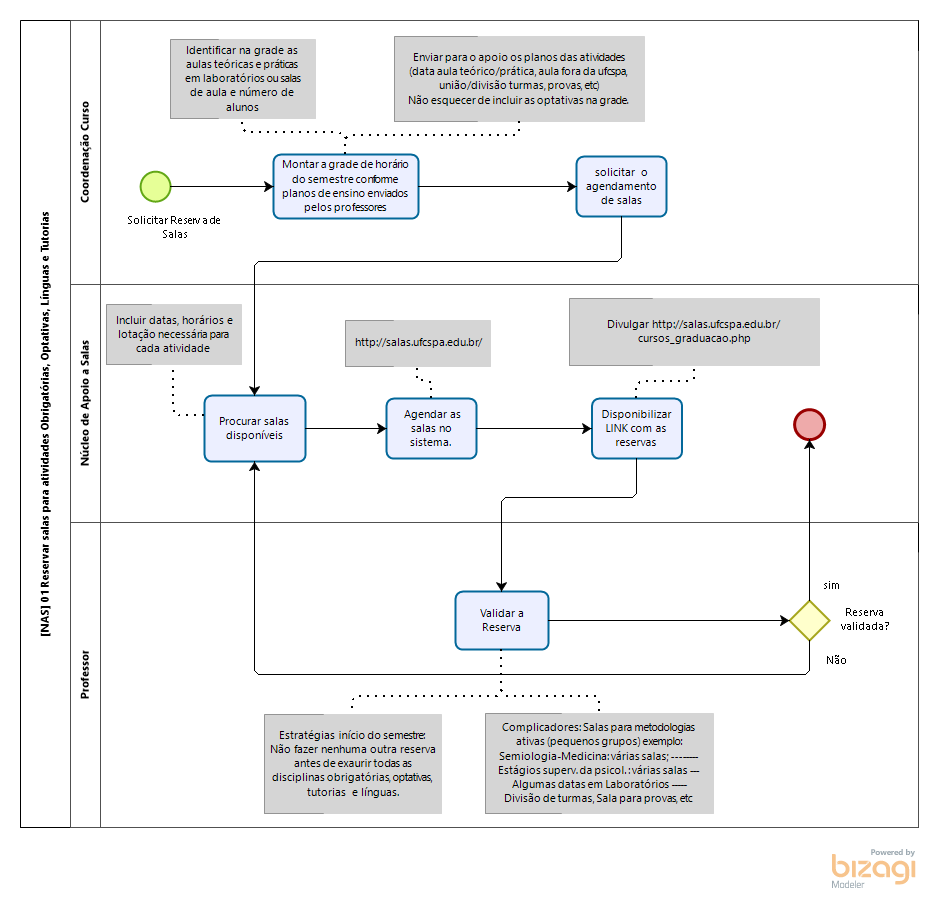 [NAS] 01 Reservar salas para atividades Obrigatórias, Optativas, Línguas e Tutorias
Coordenação Curso
Identificar na grade as
aulas teóricas e práticas
em laboratórios ou salas
de aula e número de
alunos
Enviar para o apoio os planos das atividades
(data aula teórico/prática, aula fora da ufcspa,
união/divisão turmas, provas, etc)
Não esquecer de incluir as optativas na grade.
Solicitar Reserva de
Salas
Montar a grade de horário
do semestre conforme
planos de ensino enviados
pelos professores
solicitar o
agendamento
de salas
Núcleo de Apoio a Salas
Incluir datas, horários e
lotação necessária para
cada atividade
http://salas.ufcspa.edu.br/
Divulgar http://salas.ufcspa.edu.br/
cursos_graduacao.php
Procurar salas
disponíveis
Agendar as
salas no
sistema.
Disponibilizar
LINK com as
reservas
Professor
Validar a
Reserva
sim
Reserva
validada?
Não
Estratégias início do semestre:
Não fazer nenhuma outra reserva
antes de exaurir todas as
disciplinas obrigatórias, optativas,
tutorias e línguas.
Complicadores: Salas para metodologias
ativas (pequenos grupos) exemplo:
Semiologia-Medicina: várias salas; --------
Estágios superv. da psicol.: várias salas ---
Algumas datas em Laboratórios -----
Divisão de turmas, Sala para provas, etc
Powered by
bizagi
Modeler